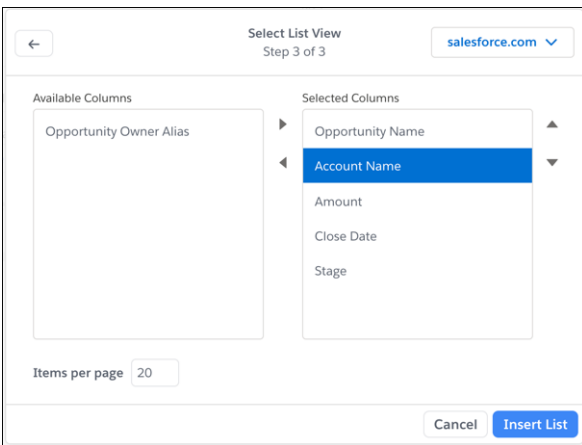 Select List View
Step 3 of 3
salesforce.com
Available Columns
Opportunity Owner Alias
Selected Columns
Opportunity Name
Account Name
Amount
Close Date
Stage
Items per page 20
Cancel
Insert List